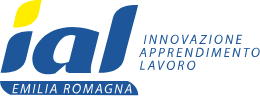 ial
INNOVAZIONE
APPRENDIMENTO
LAVORO
EMILIA ROMAGNA